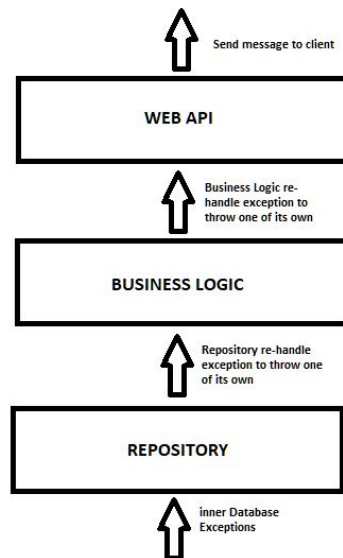 Send message to client
WEB API
Business Logic re-
handle exception to
throw one of its own
BUSINESS LOGIC
Repository re-handle
exception to throw one
of its own
REPOSITORY
inner Database
Exceptions